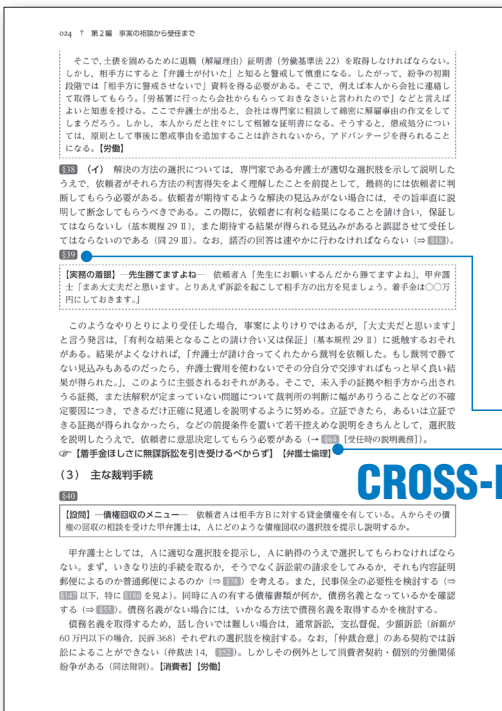 024 † 第2編 事案の相談から受任まで
そこで,土俵を固めるために退職(解雇理由)証明書(労働基準法22)を取得しなければならない。
しかし,相手方にすると「弁護士が付いた」と知ると警戒して慎重になる。したがって,紛争の初期
段階では「相手方に警戒させないで」資料を得る必要がある。そこで,例えば本人から会社に連絡し
て取得してもらう。「労基署に行ったら会社からもらっておきなさいと言われたので」などと言えば
よいと知恵を授ける。ここで弁護士が出ると,会社は専門家に相談して綿密に解雇事由の作文をして
しまうだろう。しかし,本人からだと往々にして粗雑な証明書になる。そうすると,懲戒処分につい
ては,原則として事後に懲戒事由を追加することは許されないから,アドバンテージを得られること
になる。【労働】
§38 (イ) 解決の方法の選択については,専門家である弁護士が適切な選択肢を示して説明した
うえで,依頼者がそれら方法の利害得失をよく理解したことを前提として,最終的には依頼者に判
断してもらう必要がある。依頼者が期待するような解決の見込みがない場合には,その旨率直に説
明して断念してもらうべきである。この際に,依頼者に有利な結果になることを請け合い,保証し
てはならないし(基本規程29Ⅱ),また期待する結果の見込みがあると誤認させて受任し
てはならないのである(同29Ⅲ)。なお,諾否の回答は速やかに行わなければならない(⇒§18)。
§39
【実務の着眼】―先生勝てますよね― 依頼者A「先生にお願いするんだから勝てますよね」,甲弁護
士「まあ大丈夫だと思います。とりあえず訴訟を起こして相手方の出方を見ましょう。着手金は○○万
円にしておきます。」
このようなやりとりにより受任した場合,事案によりけりではあるが,「大丈夫だと思います」
と言う発言は,「有利な結果となることの請け合い又は保証」(基本規程29Ⅱ)に抵触するおそれ
がある。結果がよくなければ,「弁護士が請け合ってくれたから裁判を依頼した。もし裁判で勝て
ない見込みもあるのだったら,弁護士費用を使わないでその分自分で交渉すればもっと早く良い結
果が得られた。」,このように主張されるおそれがある。そこで,未入手の証拠や相手方から出され
うる証拠,また法解釈が定まっていない問題について裁判所の判断にも幅がありうることなどの不確
定要因につき,できるだけ正確に見通しを説明するように努める。立証できたら,あるいは立証で
きる証拠が得られなかったら,などの前提条件を置いて若干控えめな説明をきちんとして,選択肢
を説明したうえで,依頼者に意思決定してもらう必要がある(→§64[受任時の説明義務])。
☞【着手金ほしさに無謀訴訟を引き受けるべからず】【弁護士倫理】
(3) 主な裁判手続
CROSS-
§40
【設問】―債権回収のメニュー― 依頼者Aは相手方Bに対する貸金債権を有している。Aからその債
権の回収の相談を受けた甲弁護士は,Aにどのような債権回収の選択肢を提示し説明するか。
甲弁護士としては,Aに適切な選択肢を提示し,Aに納得のうえで選択してもらわなければなら
ない。まず,いきなり法的手続を取るか,そうでなく訴訟前の請求をしてみるか,それも内容証明
郵便によるのか普通郵便によるのか(⇒§78)を考える。また,民事保全の必要性を検討する(⇒
§147以下,特に§186を見よ)。同時にAの有する債権書類が何か,債務名義となっているかを確認
する(⇒§55)。債務名義がない場合には,いかなる方法で債務名義を取得するかを検討する。
債務名義を取得するため,話し合いでは難しい場合は,通常訴訟,支払督促,少額訴訟(訴額が
60万円以下の場合,民訴368)それぞれの選択肢を検討する。なお,「仲裁合意」のある契約では訴
訟によることができない(仲裁法14,§52)。しかしその例外として消費者契約・個別的労働関係
紛争がある(同法附則)。【消費者】【労働】